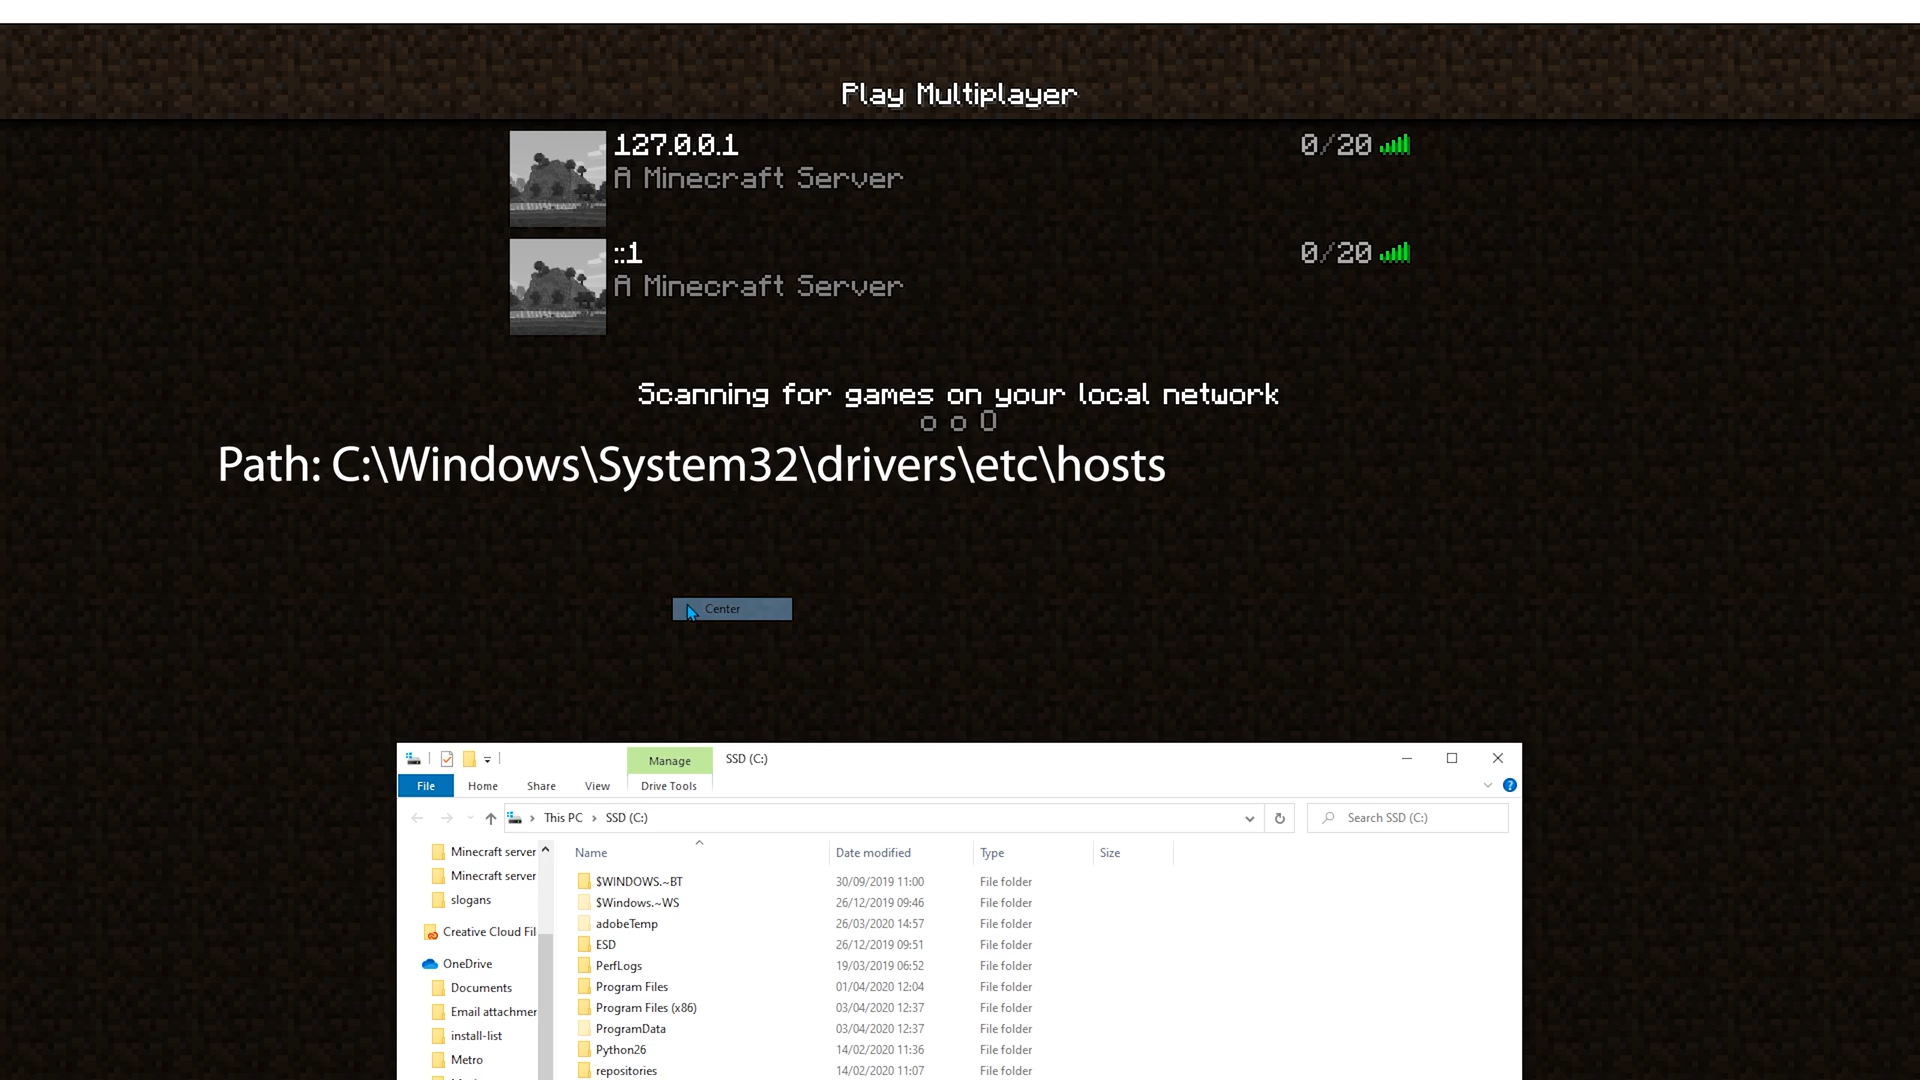 Play Multiplayer
127.0.0.1
0/20
A Minecraft Server
::1
0/20
A Minecraft Server
Scanning for games on your local network
o o O
Path: C:\Windows\System32\drivers\etc\hosts
Center
Manage
SSD (C:)
File
Home
Share
View
Drive Tools
This PC > SSD (C:)
Search SSD (C:)
Name
Date modified
Type
Size
Minecraft server
Minecraft server
slogans
Creative Cloud Fil
OneDrive
Documents
Email attachmer
install-list
Metro
$WINDOWS.~BT 30/09/2019 11:00 File folder
$Windows.~WS 26/12/2019 09:46 File folder
adobeTemp 26/03/2020 14:57 File folder
ESD 26/12/2019 09:51 File folder
PerfLogs 19/03/2019 06:52 File folder
Program Files 01/04/2020 12:04 File folder
Program Files (x86) 03/04/2020 12:37 File folder
ProgramData 03/04/2020 12:37 File folder
Python26 14/02/2020 11:36 File folder
repositories 14/02/2020 11:07 File folder